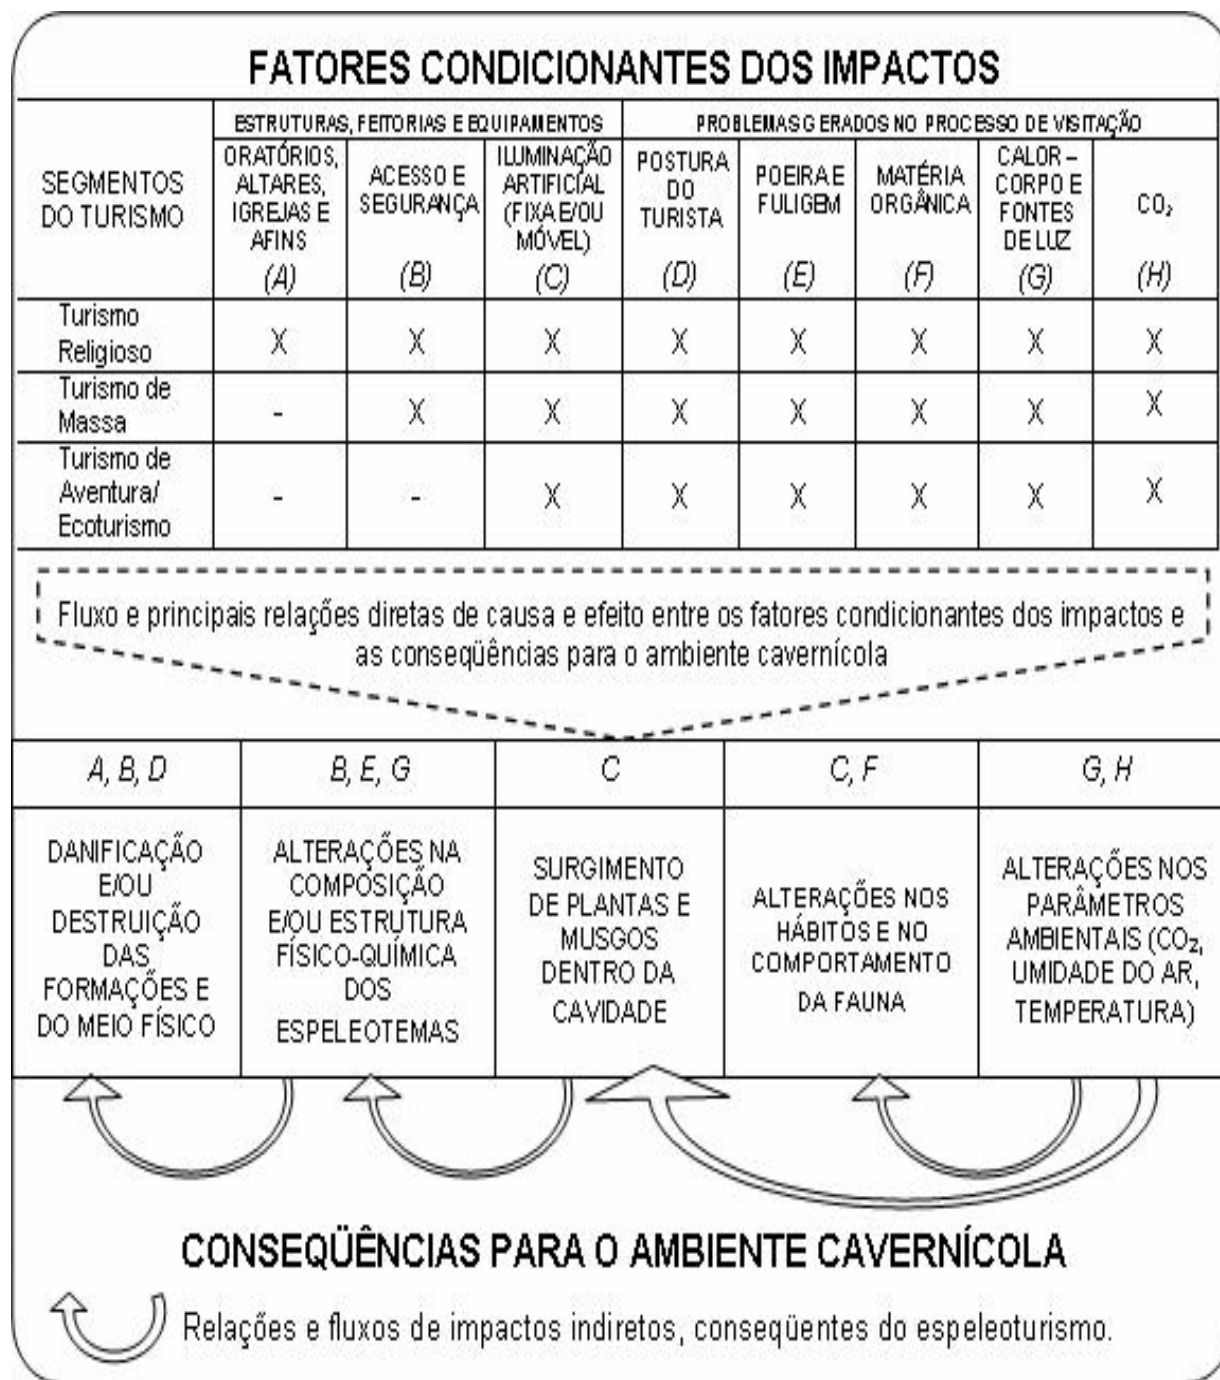 FATORES CONDICIONANTES DOS IMPACTOS
SEGMENTOS
DO TURISMO
ESTRUTURAS, FEITORIAS E EQUIPAMENTOS
PROBLEMAS GERADOS NO PROCESSO DE VISITAÇÃO
ORATÓRIOS,
ALTARES,
IGREJAS E
AFINS
(A)
ACESSO E
SEGURANÇA
(B)
ILUMINAÇÃO
ARTIFICIAL
(FIXA E/OU
MÓVEL)
(C)
POSTURA
DO
TURISTA
(D)
POEIRA E
FULIGEM
(E)
MATÉRIA
ORGÂNICA
(F)
CALOR –
CORPO E
FONTES
DE LUZ
(G)
CO₂
(H)
Turismo
Religioso
X X X X X X X X
Turismo de
Massa
- X X X X X X X
Turismo de
Aventura/
Ecoturismo
- - X X X X X X
Fluxo e principais relações diretas de causa e efeito entre os fatores condicionantes dos impactos e
as conseqüências para o ambiente cavernícola
A, B, D
B, E, G
C
C, F
G, H
DANIFICAÇÃO
E/OU
DESTRUIÇÃO
DAS
FORMAÇÕES E
DO MEIO FÍSICO
ALTERAÇÕES NA
COMPOSIÇÃO
E/OU ESTRUTURA
FÍSICO-QUÍMICA
DOS
ESPELEOTEMAS
SURGIMENTO
DE PLANTAS E
MUSGOS
DENTRO DA
CAVIDADE
ALTERAÇÕES NOS
HÁBITOS E NO
COMPORTAMENTO
DA FAUNA
ALTERAÇÕES NOS
PARÂMETROS
AMBIENTAIS (CO₂,
UMIDADE DO AR,
TEMPERATURA)
CONSEQÜÊNCIAS PARA O AMBIENTE CAVERNÍCOLA
Relações e fluxos de impactos indiretos, conseqüentes do espeleoturismo.